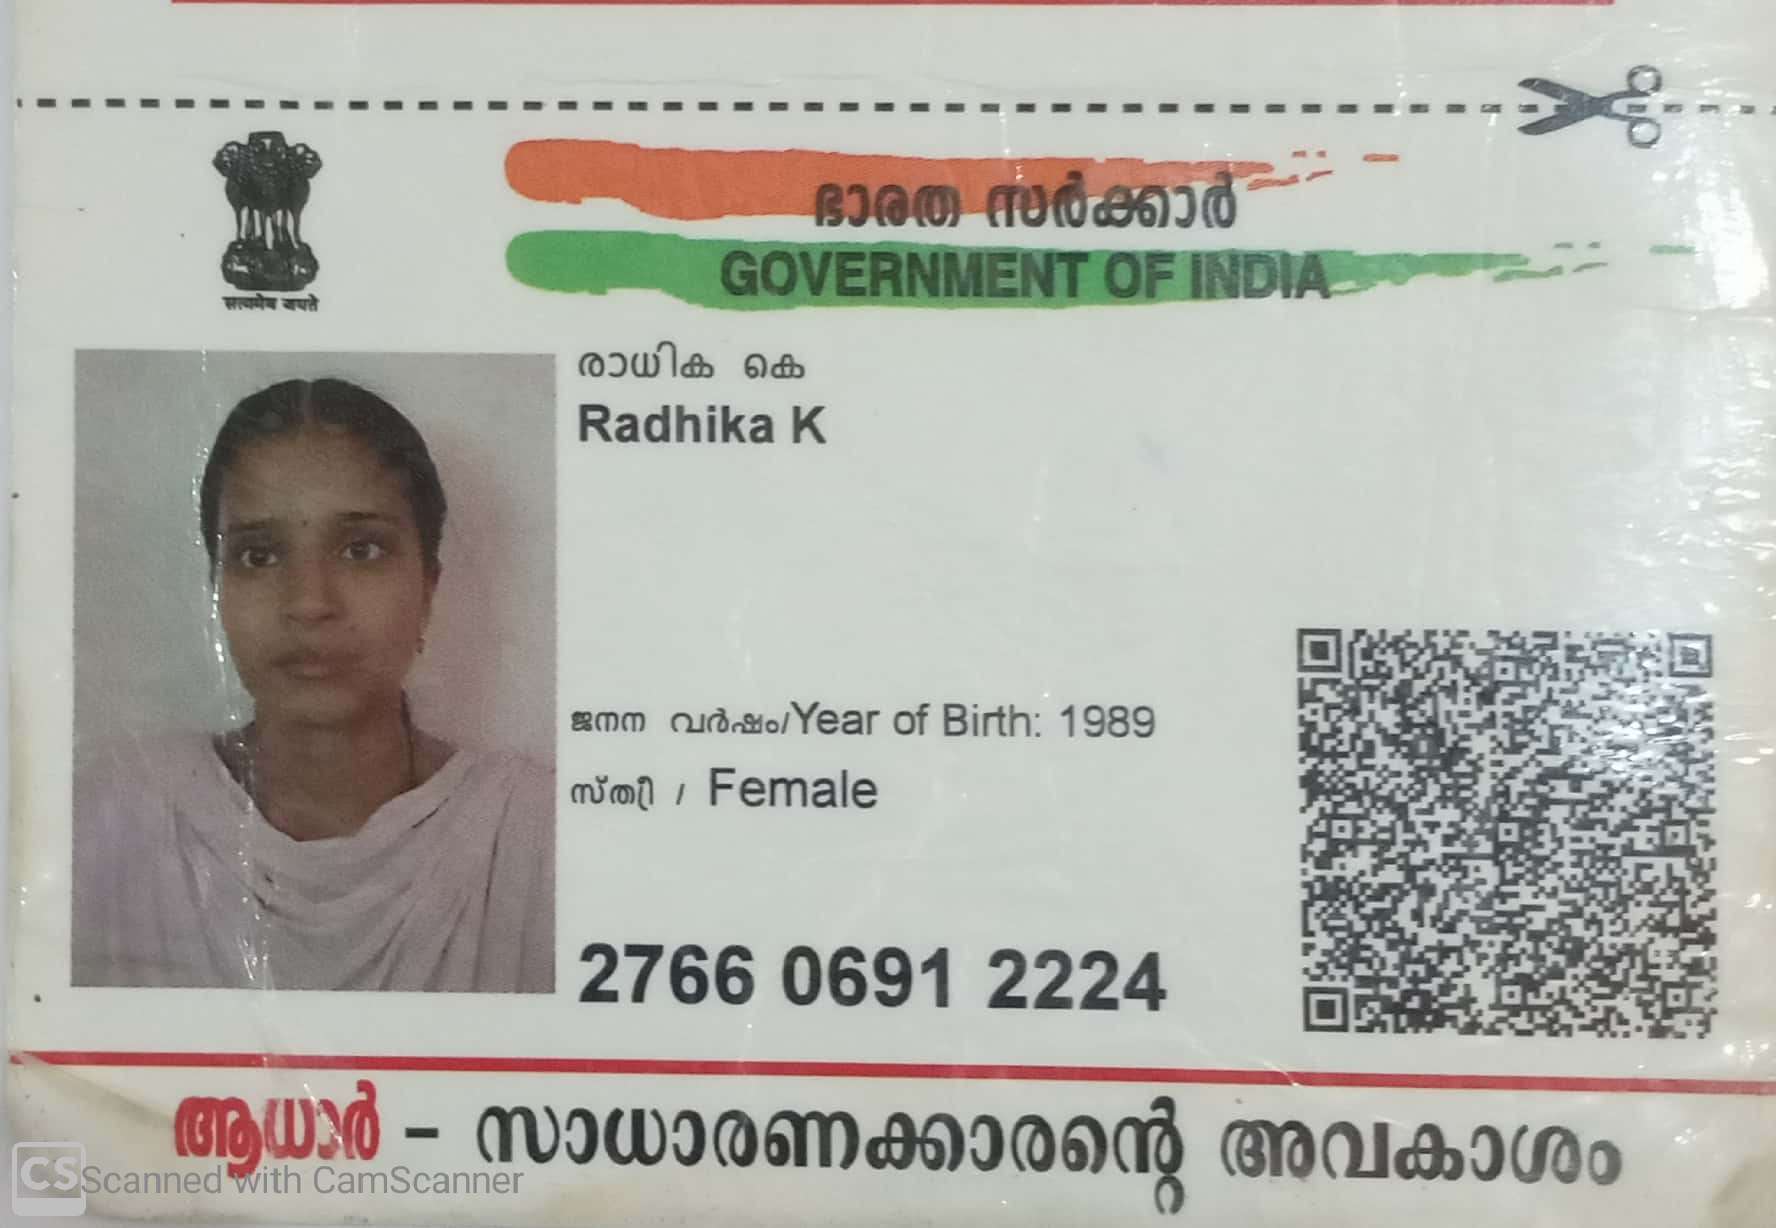 ഭാരത സർക്കാർ
GOVERNMENT OF INDIA
सत्यमेव जयते
രാധിക കെ
Radhika K
ജനന വർഷം/Year of Birth: 1989
സ്ത്രീ / Female
2766 0691 2224
ആധാർ - സാധാരണക്കാരന്റെ അവകാശം
CS Scanned with CamScanner